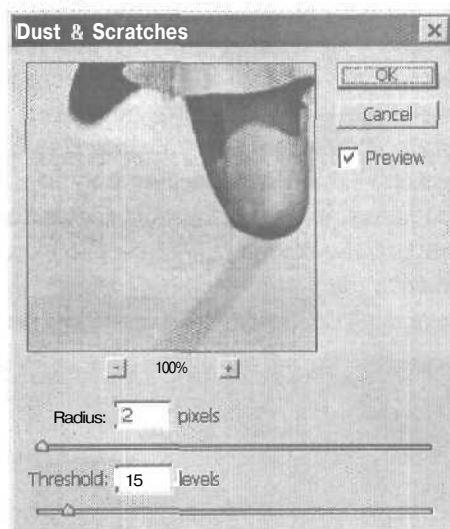 Dust & Scratches
OK
Cancel
Preview
- 100% +
Radius: 2 pixels
Threshold: 15 levels